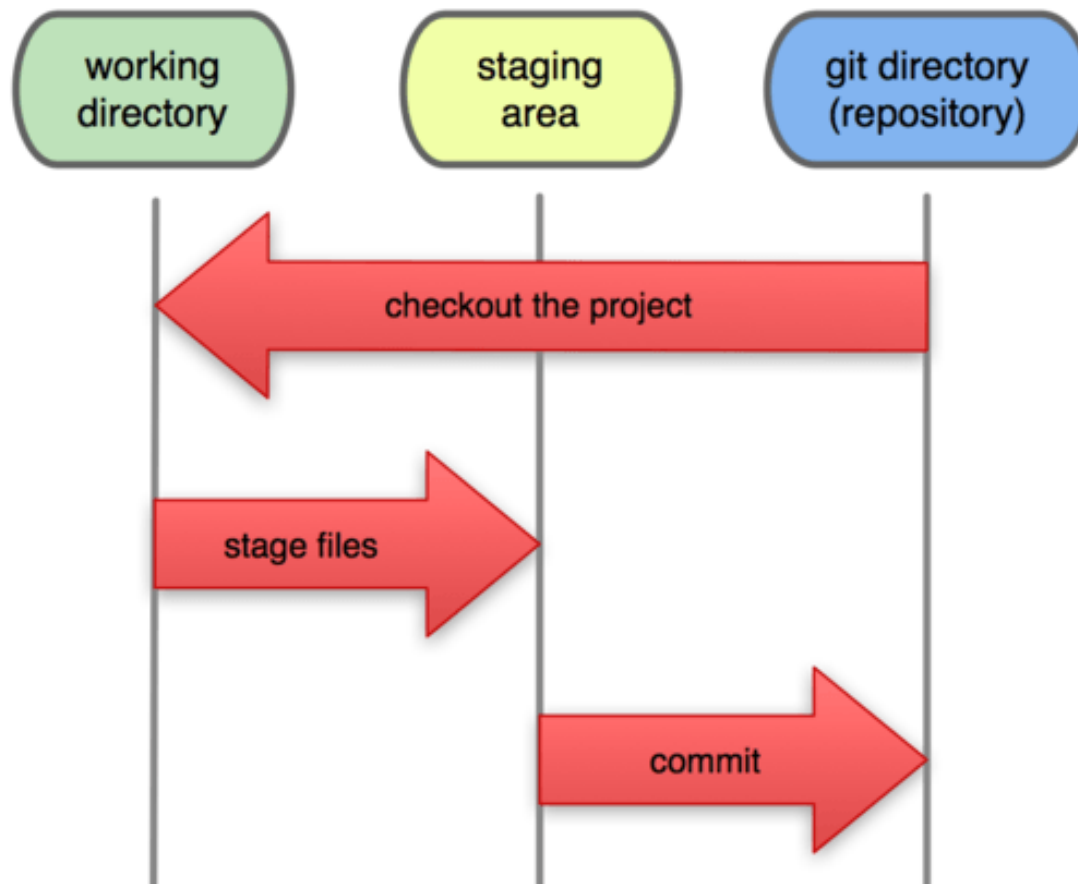 working
directory
staging
area
git directory
(repository)
checkout the project
stage files
commit